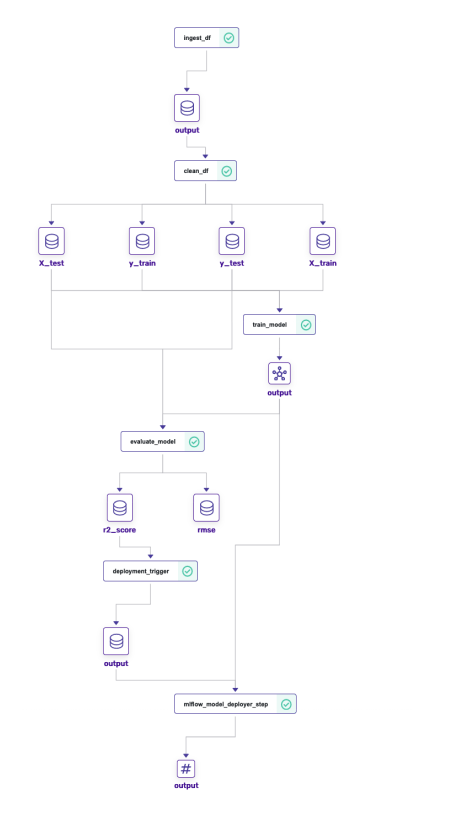 ingest_df
output
clean_df
X_test
y_train
y_test
X_train
train_model
output
evaluate_model
r2_score
rmse
deployment_trigger
output
mlflow_model_deployer_step
#
output